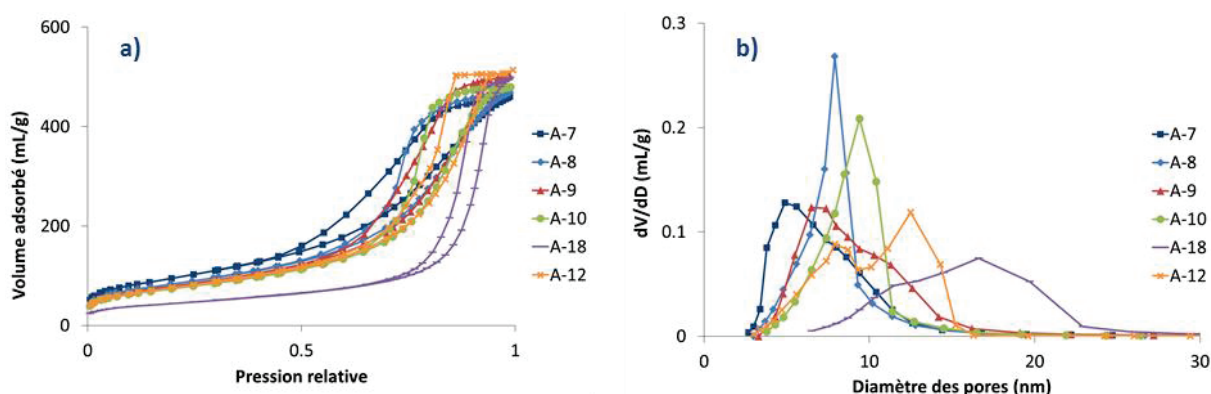 a)
Volume adsorbé (mL/g)
600
400
200
0
0
0.5
1
Pression relative
A-7
A-8
A-9
A-10
A-18
A-12
b)
dV/dD (mL/g)
0.3
0.2
0.1
0
0
10
20
30
Diamètre des pores (nm)
A-7
A-8
A-9
A-10
A-18
A-12